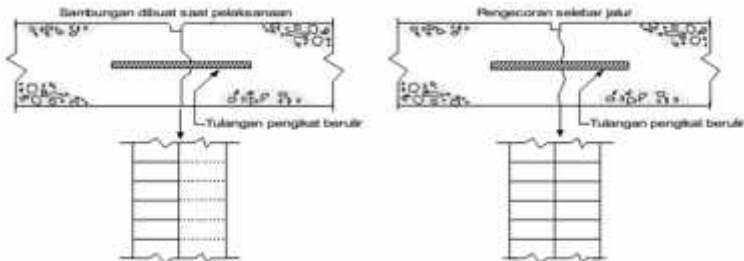 Sambungan dibuat saat pelaksanaan
Pengecoran selebar jalur
Tulangan pengikat berulir
Tulangan pengikat berulir